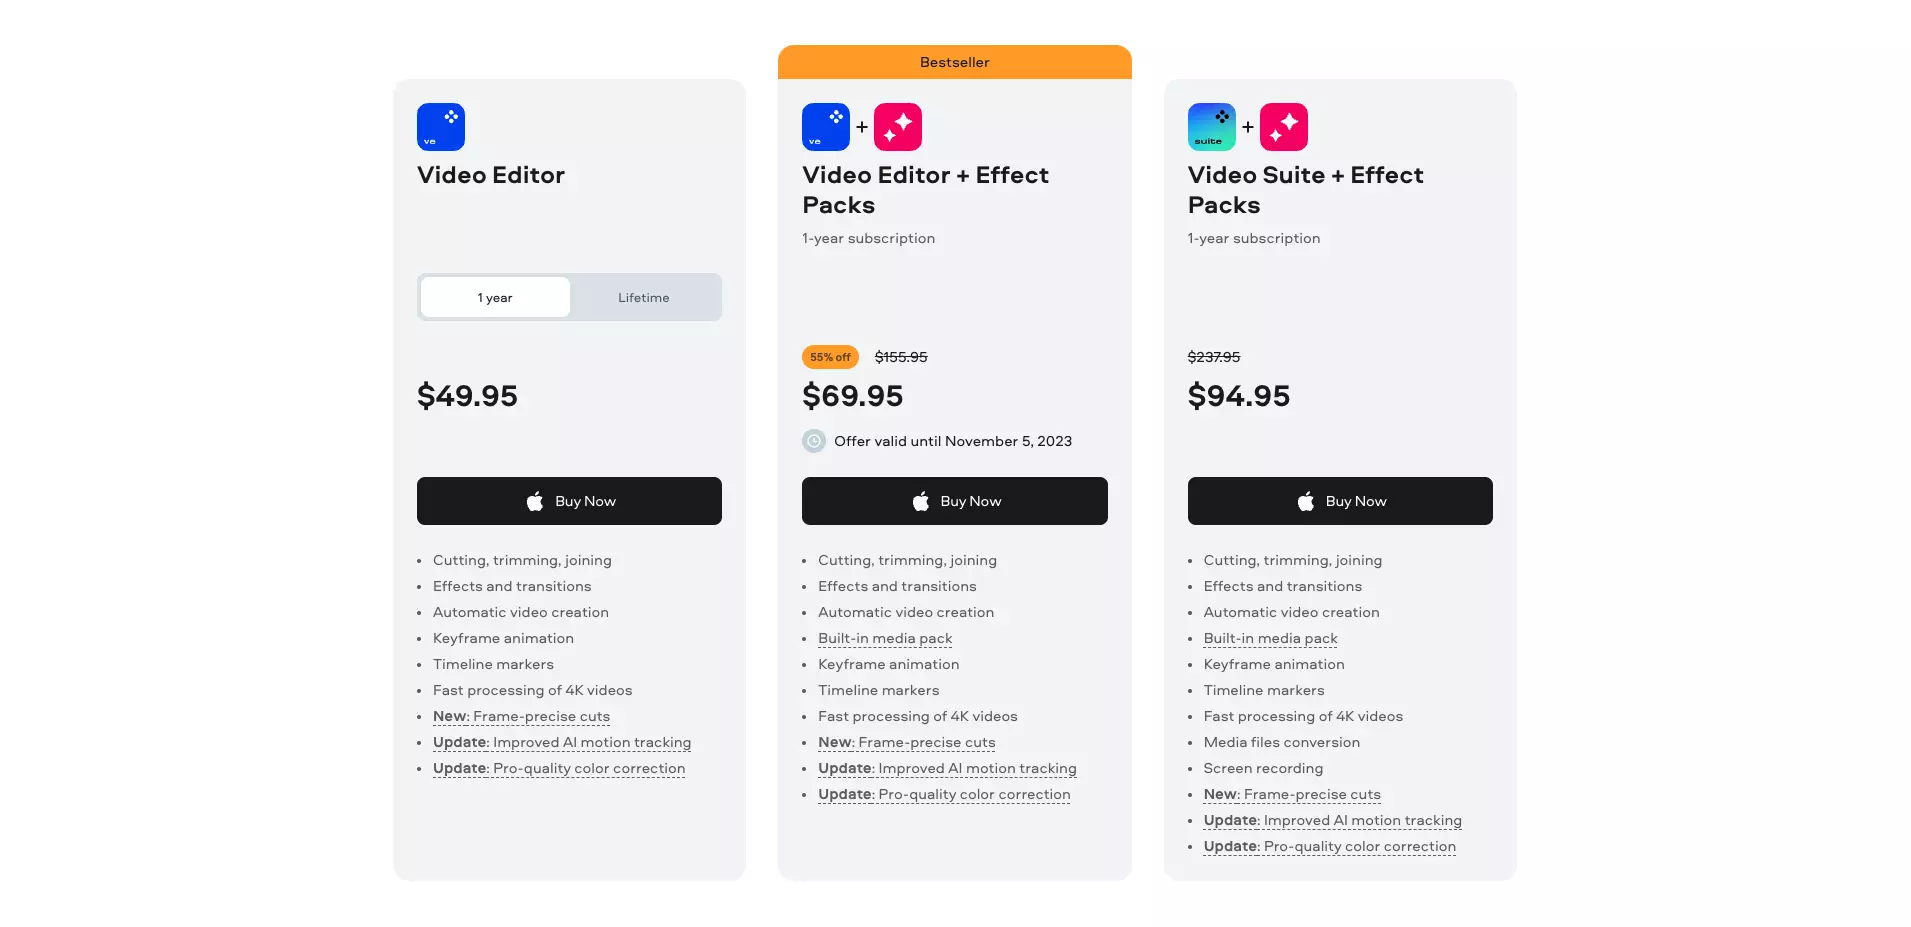 ve
Video Editor
1 year
Lifetime
$49.95
Buy Now
• Cutting, trimming, joining
• Effects and transitions
• Automatic video creation
• Keyframe animation
• Timeline markers
• Fast processing of 4K videos
• New: Frame-precise cuts
• Update: Improved AI motion tracking
• Update: Pro-quality color correction
Bestseller
ve
+
Video Editor + Effect
Packs
1-year subscription
55% off
$155.95
$69.95
Offer valid until November 5, 2023
Buy Now
• Cutting, trimming, joining
• Effects and transitions
• Automatic video creation
• Built-in media pack
• Keyframe animation
• Timeline markers
• Fast processing of 4K videos
• New: Frame-precise cuts
• Update: Improved AI motion tracking
• Update: Pro-quality color correction
suite
+
Video Suite + Effect
Packs
1-year subscription
$237.95
$94.95
Buy Now
• Cutting, trimming, joining
• Effects and transitions
• Automatic video creation
• Built-in media pack
• Keyframe animation
• Timeline markers
• Fast processing of 4K videos
• Media files conversion
• Screen recording
• New: Frame-precise cuts
• Update: Improved AI motion tracking
• Update: Pro-quality color correction